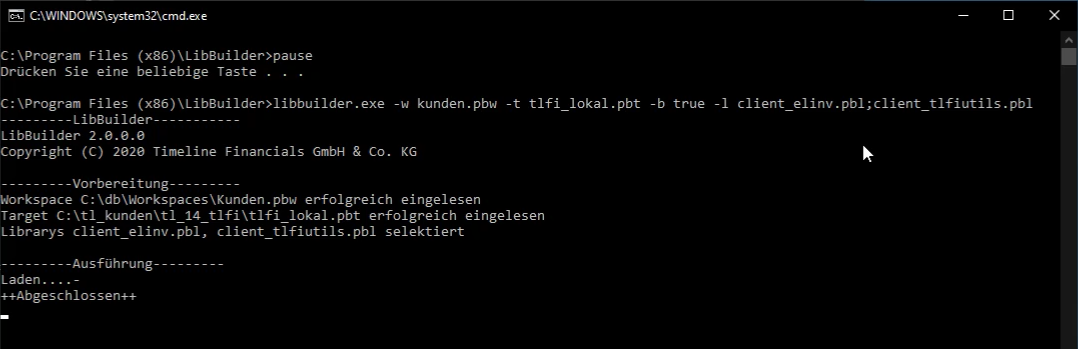 C:\WINDOWS\system32\cmd.exe
C:\Program Files (x86)\LibBuilder>pause
Drücken Sie eine beliebige Taste . . .
C:\Program Files (x86)\LibBuilder>libbuilder.exe -w kunden.pbw -t tlfi_lokal.pbt -b true -l client_elinv.pbl;client_tlfiutils.pbl
---------LibBuilder-----------
LibBuilder 2.0.0.0
Copyright (C) 2020 Timeline Financials GmbH & Co. KG
---------Vorbereitung---------
Workspace C:\db\Workspaces\Kunden.pbw erfolgreich eingelesen
Target C:\tl_kunden\tl_14_tlfi\tlfi_lokal.pbt erfolgreich eingelesen
Librarys client_elinv.pbl, client_tlfiutils.pbl selektiert
---------Ausführung---------
Laden....-
++Abgeschlossen++